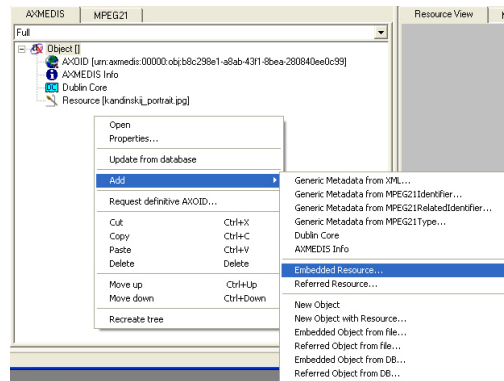 AXMEDIS MPEG21 Resource View
Full
Object []
AXOID [urn:axmedis:00000:obj:b8c298e1-a8ab-43f1-8bea-280840ee0c99]
AXMEDIS Info
Dublin Core
Resource [kandinskij_portrait.jpg]
Open
Properties...
Update from database
Add
Request definitive AXOID...
Cut Ctrl+X
Copy Ctrl+C
Paste Ctrl+V
Delete Delete
Move up Ctrl+Up
Move down Ctrl+Down
Recreate tree
Generic Metadata from XML...
Generic Metadata from MPEG21Identifier...
Generic Metadata from MPEG21RelatedIdentifier...
Generic Metadata from MPEG21Type...
Dublin Core
AXMEDIS Info
Embedded Resource...
Referred Resource...
New Object
New Object with Resource...
Embedded Object from file...
Referred Object from file...
Embedded Object from DB...
Referred Object from DB...